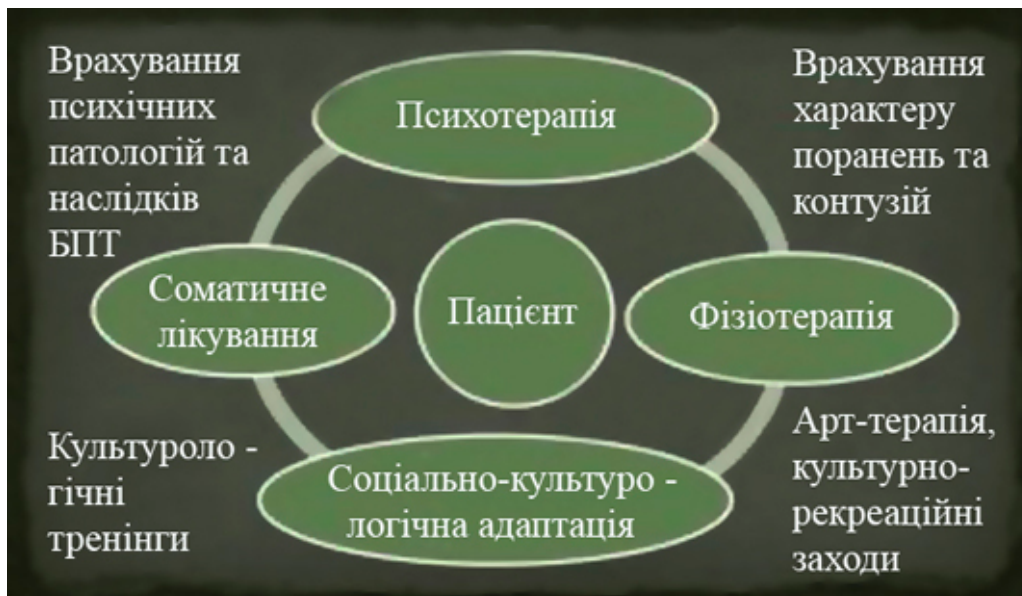 Врахування
психічних
патологій та
наслідків
БПТ
Психотерапія
Врахування
характеру
поранень та
контузій
Соматичне
лікування
Пацієнт
Фізіотерапія
Культуроло -
гічні
тренінги
Соціально-культуро -
логічна адаптація
Арт-терапія,
культурно-
рекреаційні
заходи